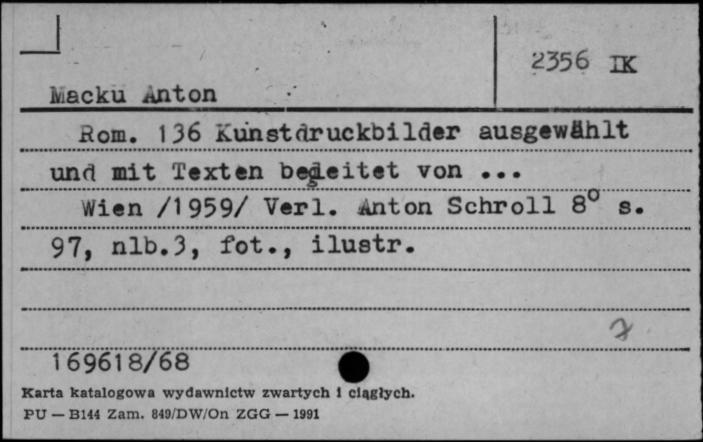 2356 IK
Macku Anton
Rom. 136 Kunstdruckbilder ausgewählt
und mit Texten begleitet von ...
Wien /1959/ Verl. Anton Schroll 8° s.
97, nlb.3, fot., ilustr.
169618/68
Karta katalogowa wydawnictw zwartych i ciągłych.
PU — B144 Zam. 849/DW/On ZGG — 1991